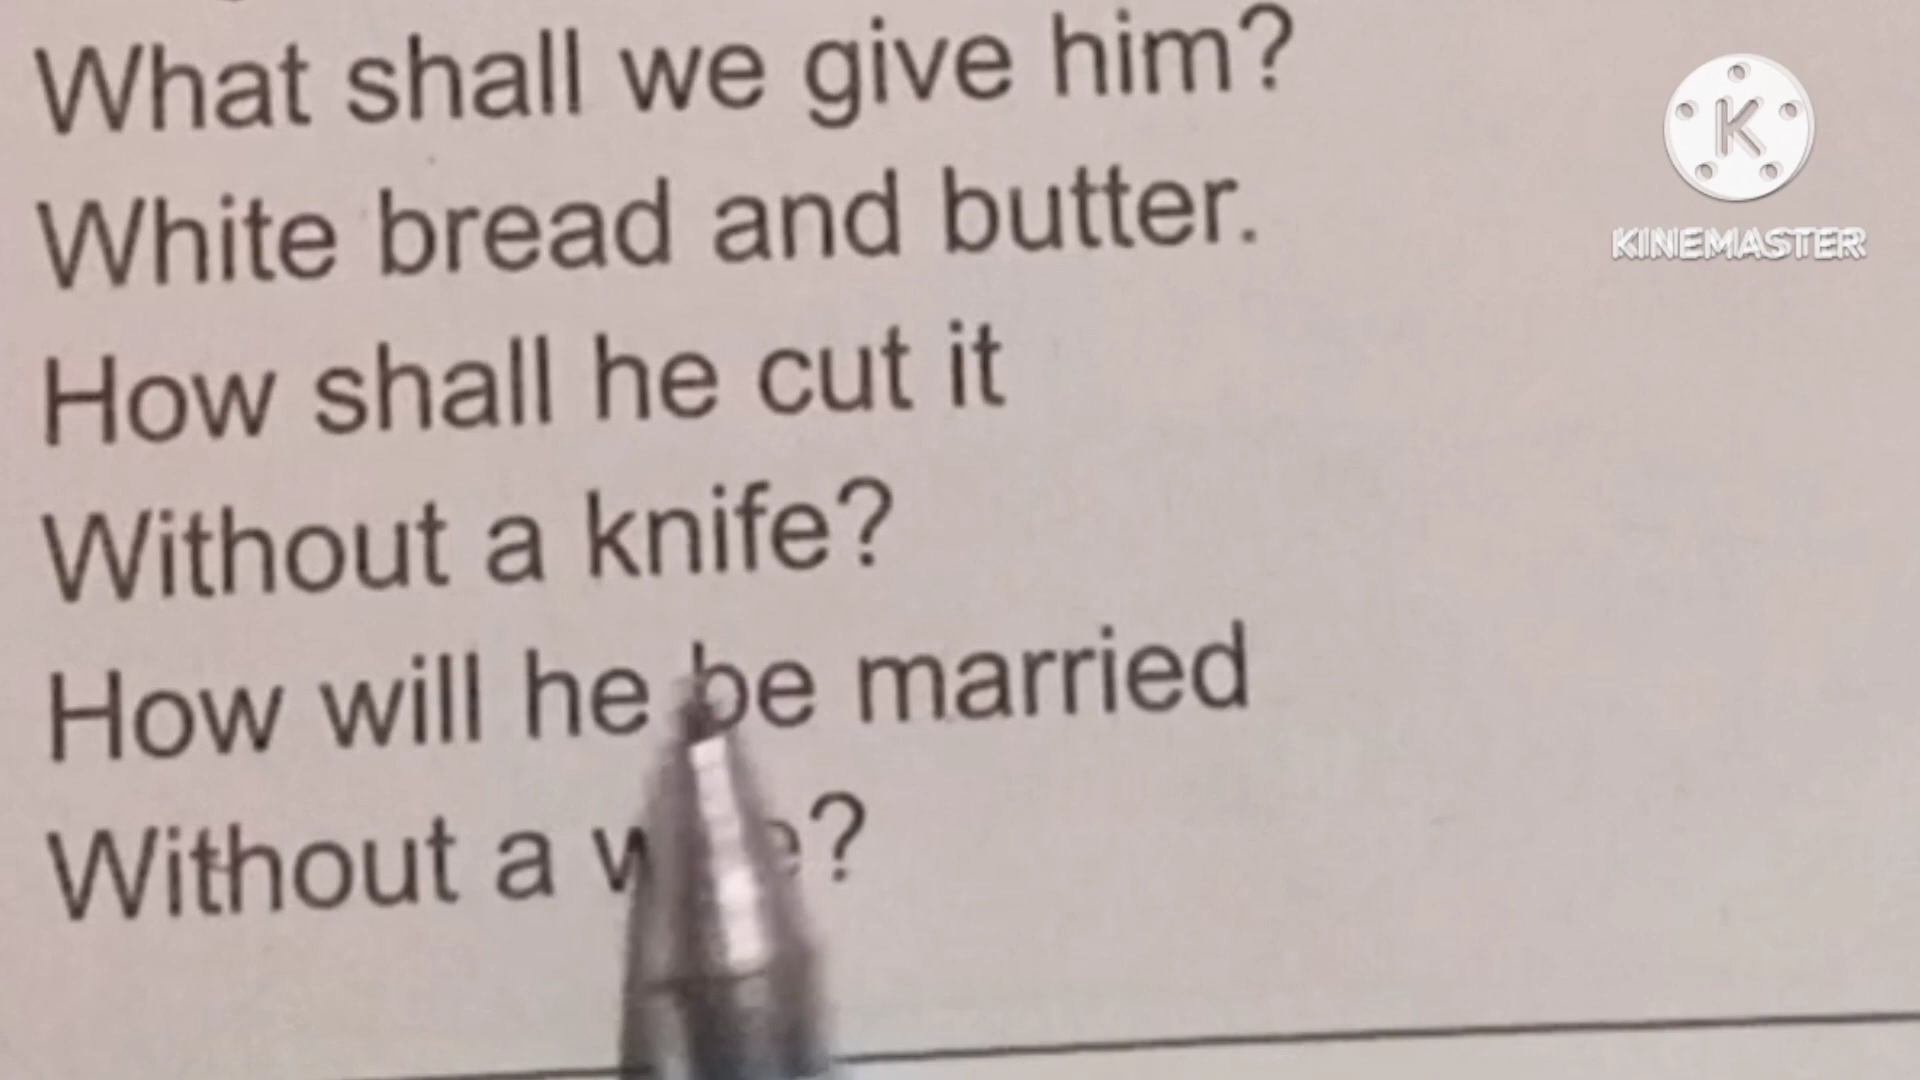 What shall we give him?
White bread and butter.
How shall he cut it
Without a knife?
How will he be married
Without a
K
KINEMASTER